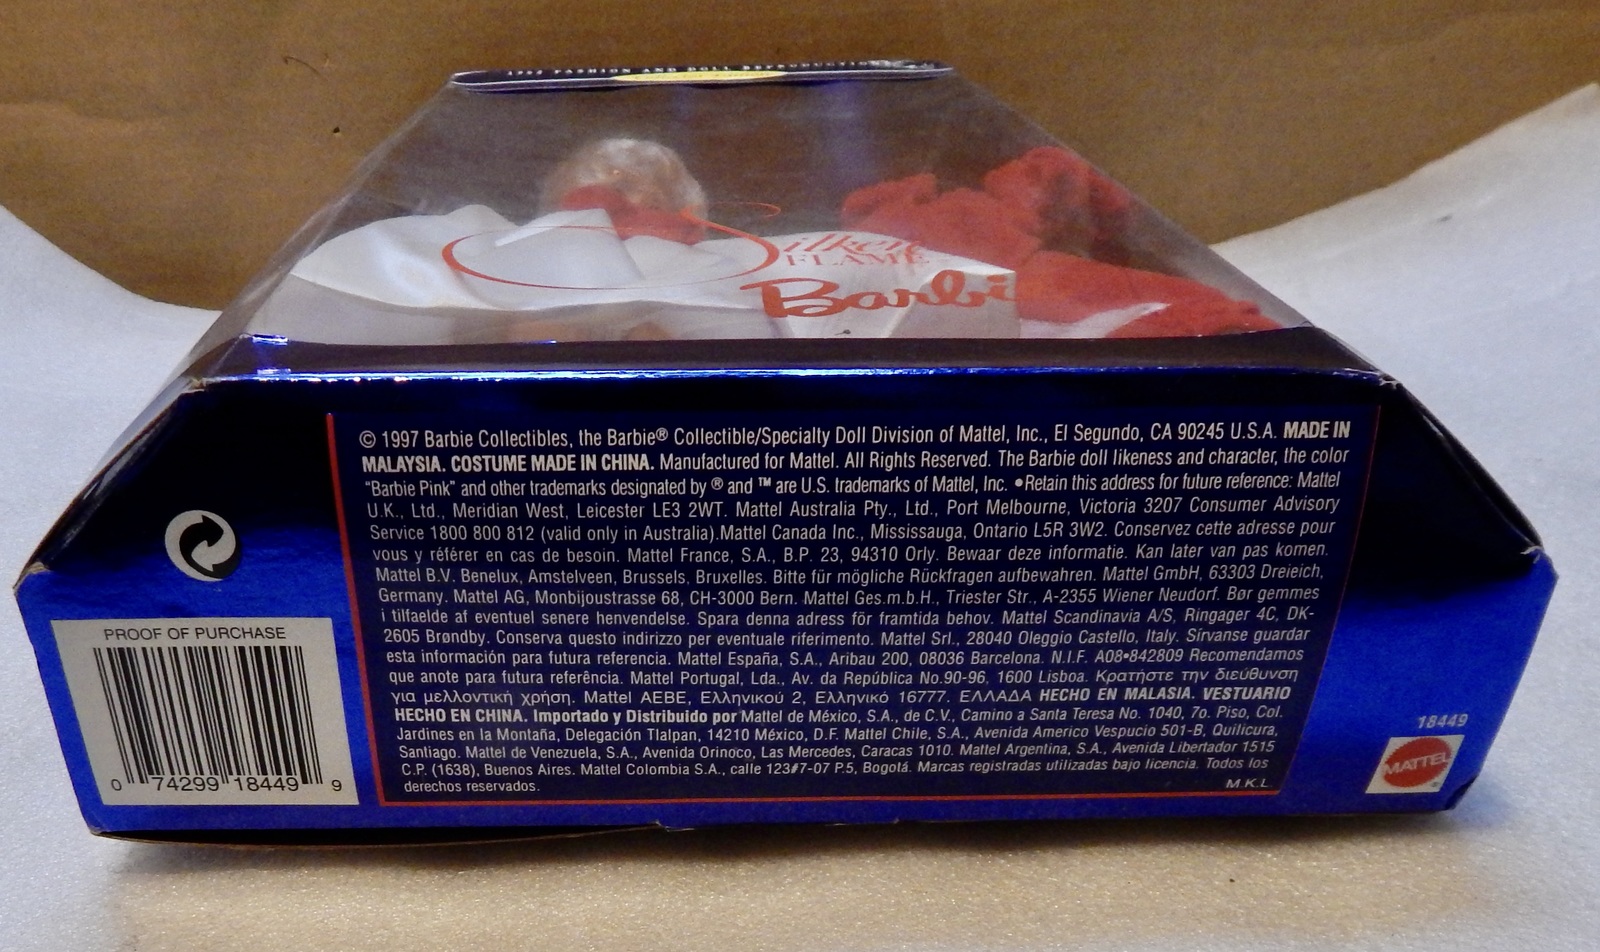 FASHION AND DOLL REPRODUCTION
Silken
FLAME
Barbi
© 1997 Barbie Collectibles, the Barbie® Collectible/Specialty Doll Division of Mattel, Inc., El Segundo, CA 90245 U.S.A. MADE IN
MALAYSIA. COSTUME MADE IN CHINA. Manufactured for Mattel. All Rights Reserved. The Barbie doll likeness and character, the color
"Barbie Pink" and other trademarks designated by ® and ™ are U.S. trademarks of Mattel, Inc. •Retain this address for future reference: Mattel
U.K., Ltd., Meridian West, Leicester LE3 2WT. Mattel Australia Pty., Ltd., Port Melbourne, Victoria 3207 Consumer Advisory
Service 1800 800 812 (valid only in Australia).Mattel Canada Inc., Mississauga, Ontario L5R 3W2. Conservez cette adresse pour
vous y référer en cas de besoin. Mattel France, S.A., B.P. 23, 94310 Orly. Bewaar deze informatie. Kan later van pas komen.
Mattel B.V. Benelux, Amstelveen, Brussels, Bruxelles. Bitte für mögliche Rückfragen aufbewahren. Mattel GmbH, 63303 Dreieich,
Germany. Mattel AG, Monbijoustrasse 68, CH-3000 Bern. Mattel Ges.m.b.H., Triester Str., A-2355 Wiener Neudorf. Bør gemmes
i tilfaelde af eventuel senere henvendelse. Spara denna adress för framtida behov. Mattel Scandinavia A/S, Ringager 4C, DK-
2605 Brøndby. Conserva questo indirizzo per eventuale riferimento. Mattel Srl., 28040 Oleggio Castello, Italy. Sírvanse guardar
esta información para futura referencia. Mattel España, S.A., Aribau 200, 08036 Barcelona. N.I.F. A08•842809 Recomendamos
que anote para futura referência. Mattel Portugal, Lda., Av. da República No.90-96, 1600 Lisboa. Κρατήστε την διεύθυνση
για μελλοντική χρήση. Mattel AEBE, Ελληνικού 2, Ελληνικό 16777. ΕΛΛΑΔΑ HECHO EN MALASIA. VESTUARIO
HECHO EN CHINA. Importado y Distribuido por Mattel de México, S.A., de C.V., Camino a Santa Teresa No. 1040, 7o. Piso, Col.
Jardines en la Montaña, Delegación Tlalpan, 14210 México, D.F. Mattel Chile, S.A., Avenida Americo Vespucio 501-B, Quilicura,
Santiago. Mattel de Venezuela, S.A., Avenida Orinoco, Las Mercedes, Caracas 1010. Mattel Argentina, S.A., Avenida Libertador 1515
C.P. (1638), Buenos Aires. Mattel Colombia S.A., calle 123#7-07 P.5, Bogotá. Marcas registradas utilizadas bajo licencia. Todos los
derechos reservados.
M.K.L.
PROOF OF PURCHASE
0 74299 18449 9
18449
MATTEL